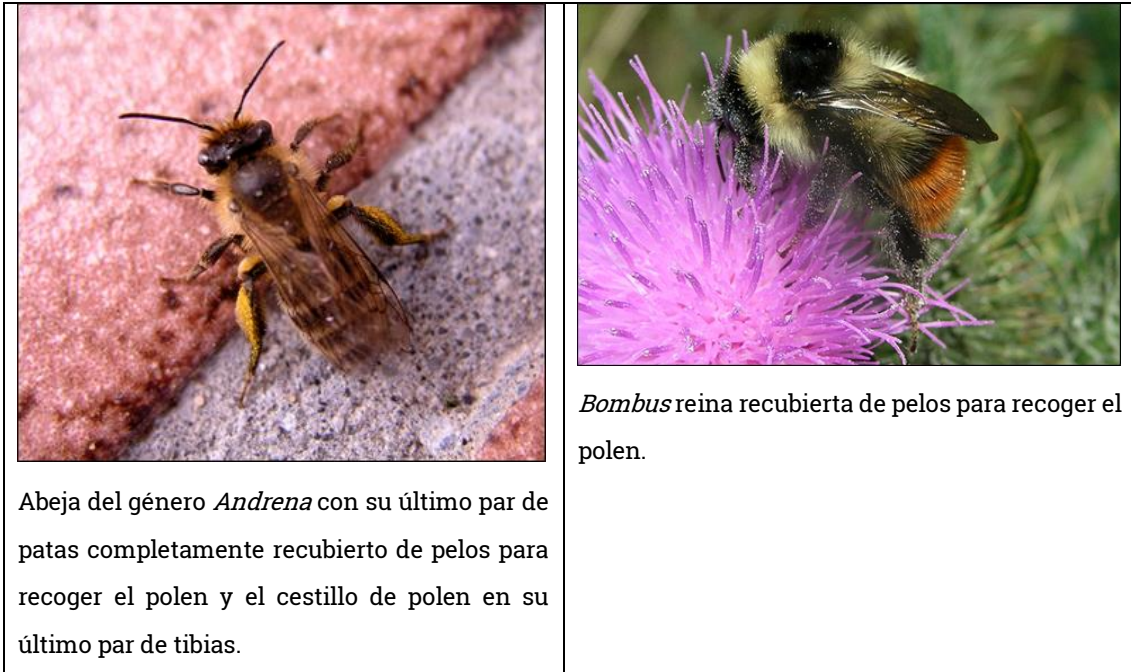 Abeja del género Andrena con su último par de
patas completamente recubierto de pelos para
recoger el polen y el cestillo de polen en su
último par de tibias.
Bombus reina recubierta de pelos para recoger el
polen.